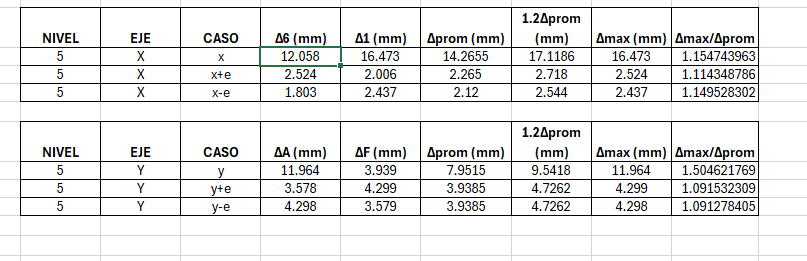 NIVEL EJE CASO Δ6 (mm) Δ1 (mm) Δprom (mm) 1.2Δprom (mm) Δmax (mm) Δmax/Δprom
5 X x 12.058 16.473 14.2655 17.1186 16.473 1.154743963
5 X x+e 2.524 2.006 2.265 2.718 2.524 1.114348786
5 X x-e 1.803 2.437 2.12 2.544 2.437 1.149528302
NIVEL EJE CASO ΔA (mm) ΔF (mm) Δprom (mm) 1.2Δprom (mm) Δmax (mm) Δmax/Δprom
5 Y y 11.964 3.939 7.9515 9.5418 11.964 1.504621769
5 Y y+e 3.578 4.299 3.9385 4.7262 4.299 1.091532309
5 Y y-e 4.298 3.579 3.9385 4.7262 4.298 1.091278405